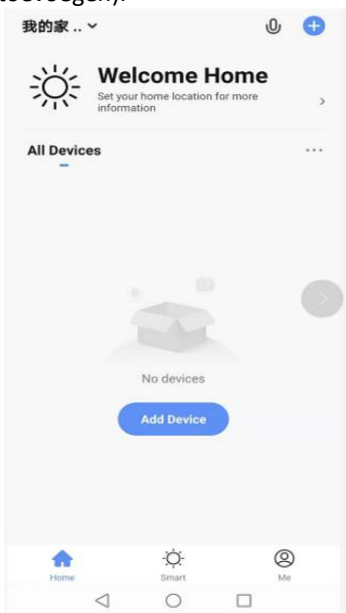 toevoegen).
我的家 ..
Welcome Home
Set your home location for more
information
All Devices
...
No devices
Add Device
Home
Smart
Me